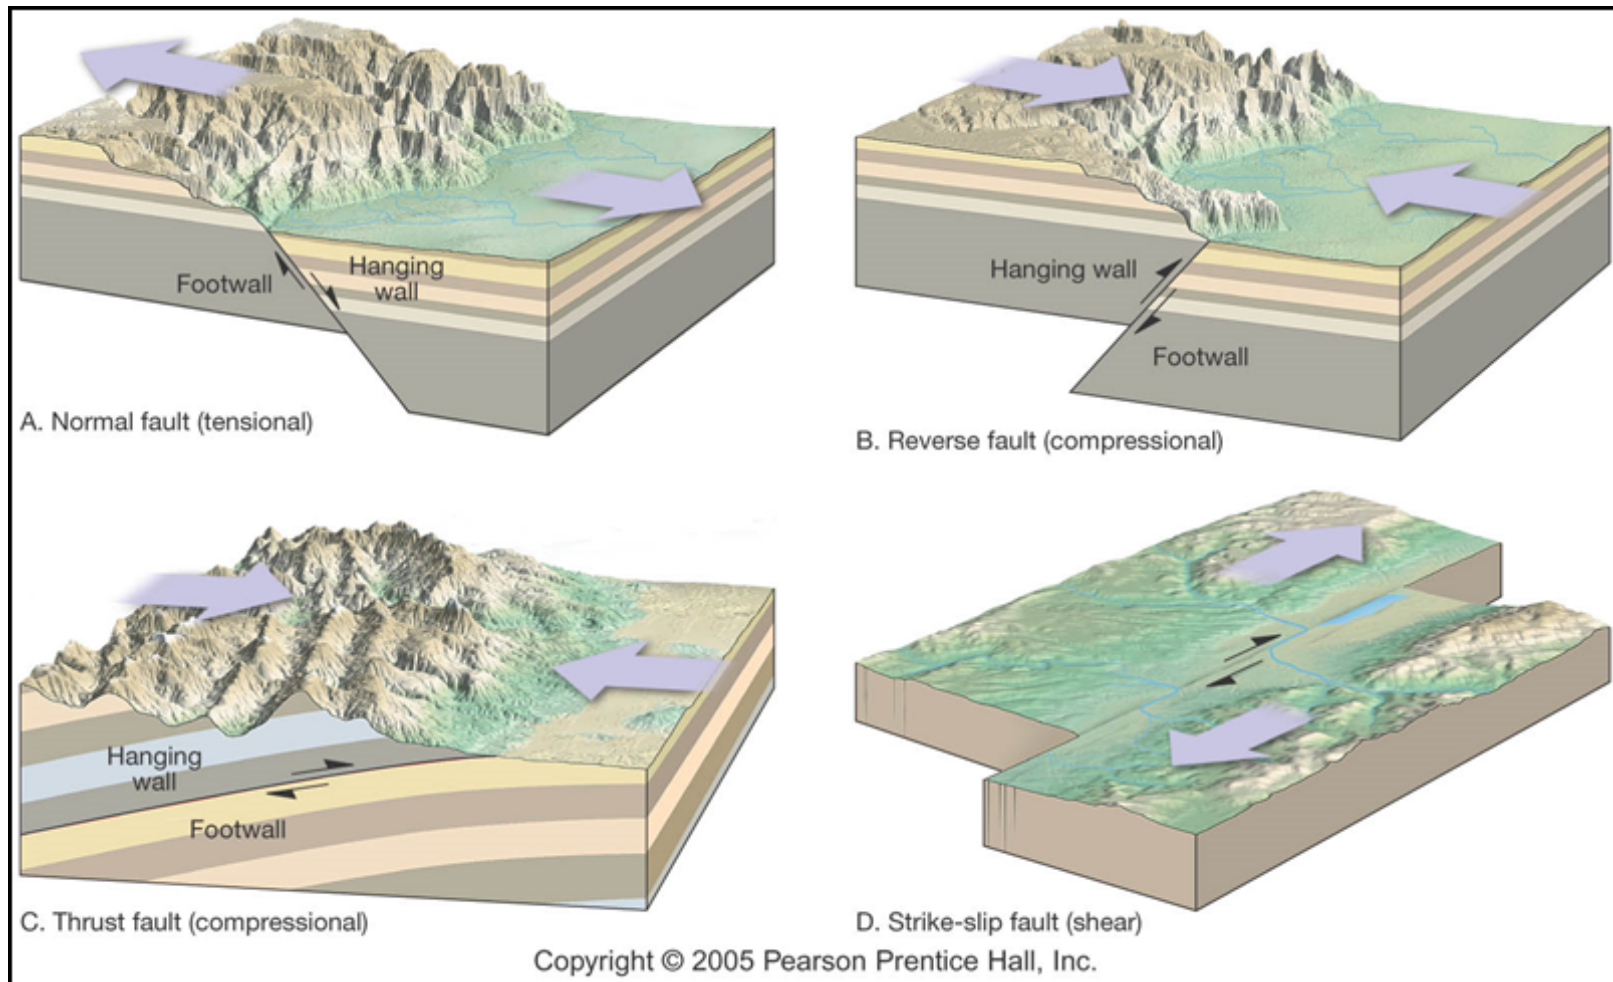 Footwall
Hanging
wall
A. Normal fault (tensional)
Hanging wall
Footwall
B. Reverse fault (compressional)
Hanging
wall
Footwall
C. Thrust fault (compressional)
D. Strike-slip fault (shear)
Copyright © 2005 Pearson Prentice Hall, Inc.